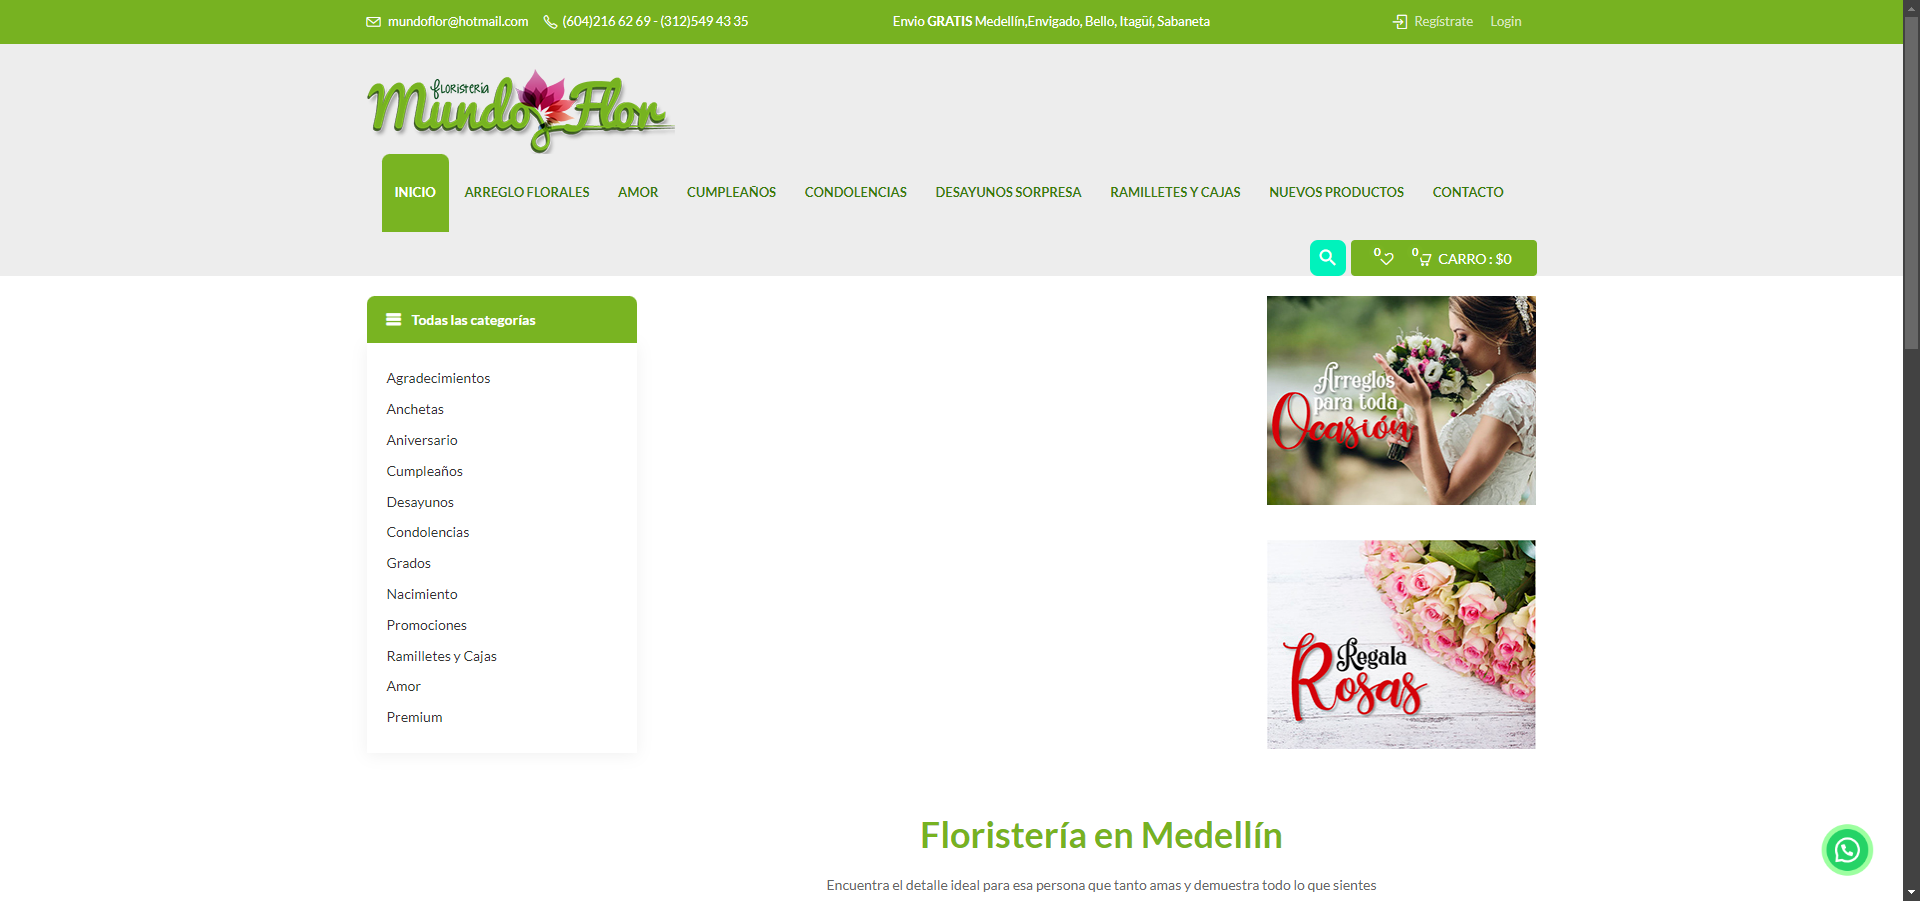 mundoflor@hotmail.com (604)216 62 69 - (312)549 43 35 Envio GRATIS Medellín,Envigado, Bello, Itagüí, Sabaneta Regístrate Login
floristería
Mundo Flor
INICIO ARREGLO FLORALES AMOR CUMPLEAÑOS CONDOLENCIAS DESAYUNOS SORPRESA RAMILLETES Y CAJAS NUEVOS PRODUCTOS CONTACTO
0 0 CARRO : $0
Todas las categorías
Agradecimientos
Anchetas
Aniversario
Cumpleaños
Desayunos
Condolencias
Grados
Nacimiento
Promociones
Ramilletes y Cajas
Amor
Premium
Arreglos
para toda
Ocasión
Regala
Rosas
Floristería en Medellín
Encuentra el detalle ideal para esa persona que tanto amas y demuestra todo lo que sientes